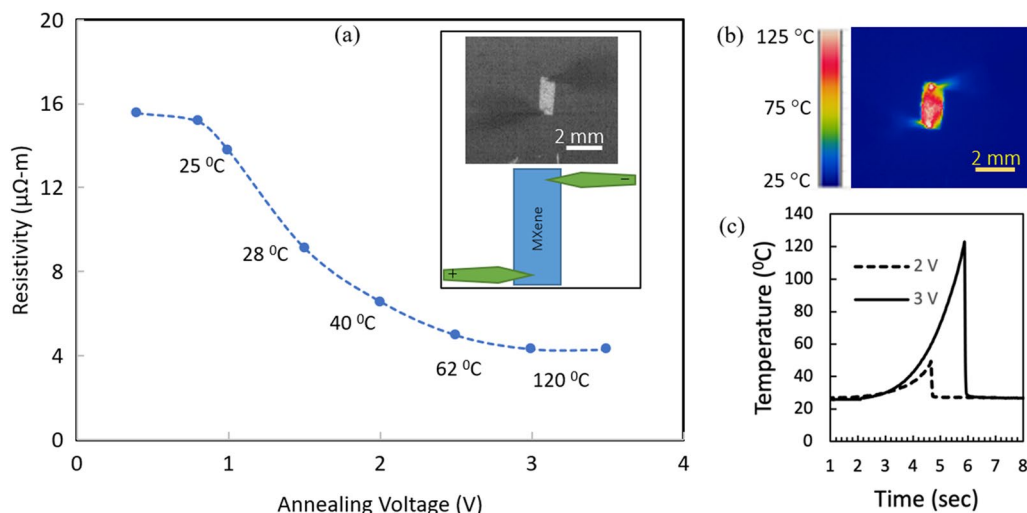 (a)
20
16
12
8
4
0
Resistivity (μΩ-m)
0
1
2
3
4
Annealing Voltage (V)
25 ⁰C
28 ⁰C
40 ⁰C
62 ⁰C
120 ⁰C
2 mm
MXene
−
+
(b)
125 °C
75 °C
25 °C
2 mm
(c)
140
120
100
80
60
40
20
0
Temperature (⁰C)
2 V
3 V
1 2 3 4 5 6 7 8
Time (sec)